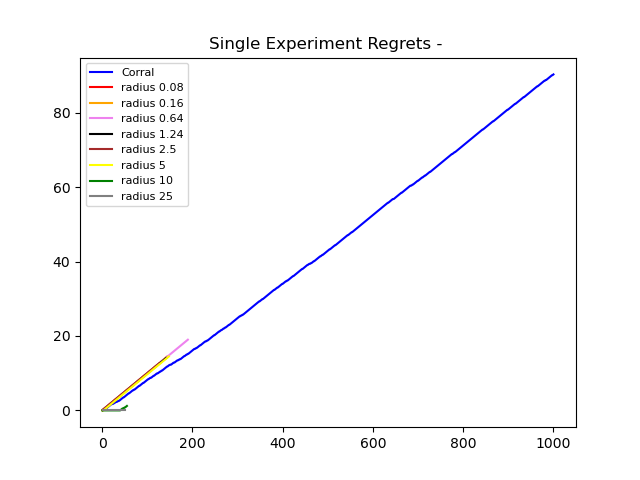 Single Experiment Regrets -
Corral
radius 0.08
radius 0.16
radius 0.64
radius 1.24
radius 2.5
radius 5
radius 10
radius 25
80
60
40
20
0
0 200 400 600 800 1000